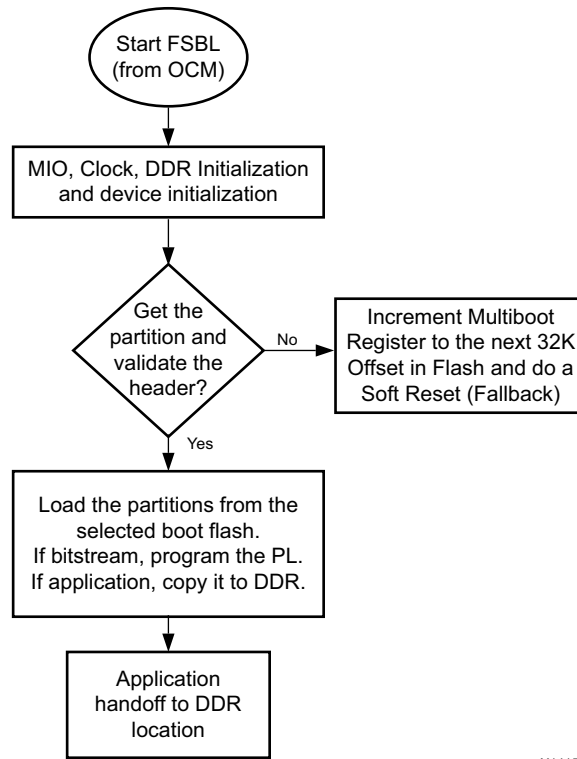 Start FSBL
(from OCM)
MIO, Clock, DDR Initialization
and device initialization
Get the
partition and
validate the
header?
No
Increment Multiboot
Register to the next 32K
Offset in Flash and do a
Soft Reset (Fallback)
Yes
Load the partitions from the
selected boot flash.
If bitstream, program the PL.
If application, copy it to DDR.
Application
handoff to DDR
location